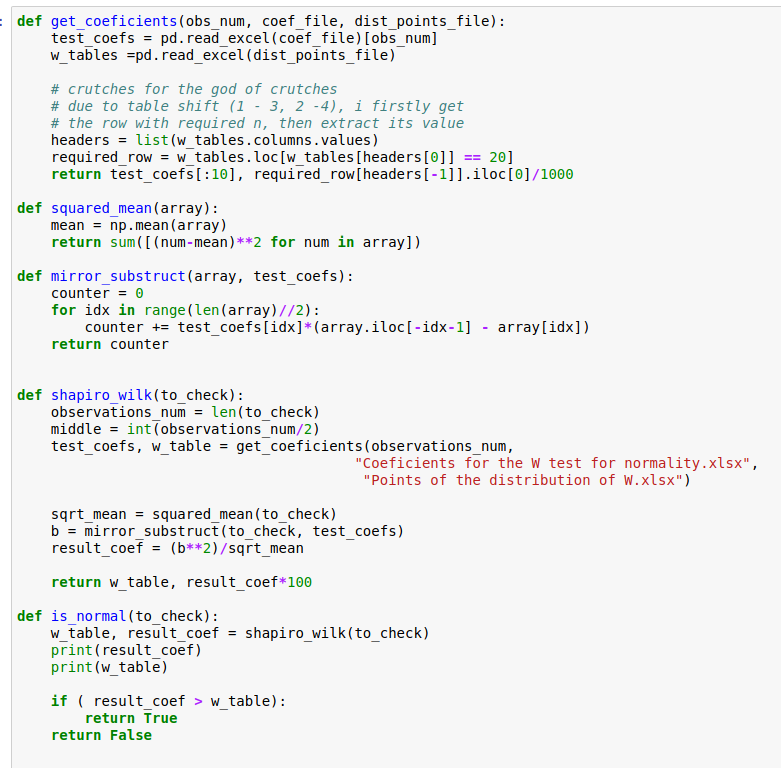 :
def get_coeficients(obs_num, coef_file, dist_points_file):
    test_coefs = pd.read_excel(coef_file)[obs_num]
    w_tables =pd.read_excel(dist_points_file)

    # crutches for the god of crutches
    # due to table shift (1 - 3, 2 -4), i firstly get
    # the row with required n, then extract its value
    headers = list(w_tables.columns.values)
    required_row = w_tables.loc[w_tables[headers[0]] == 20]
    return test_coefs[:10], required_row[headers[-1]].iloc[0]/1000

def squared_mean(array):
    mean = np.mean(array)
    return sum([(num-mean)**2 for num in array])

def mirror_substruct(array, test_coefs):
    counter = 0
    for idx in range(len(array)//2):
        counter += test_coefs[idx]*(array.iloc[-idx-1] - array[idx])
    return counter


def shapiro_wilk(to_check):
    observations_num = len(to_check)
    middle = int(observations_num/2)
    test_coefs, w_table = get_coeficients(observations_num,
                                     "Coeficients for the W test for normality.xlsx",
                                      "Points of the distribution of W.xlsx")

    sqrt_mean = squared_mean(to_check)
    b = mirror_substruct(to_check, test_coefs)
    result_coef = (b**2)/sqrt_mean

    return w_table, result_coef*100

def is_normal(to_check):
    w_table, result_coef = shapiro_wilk(to_check)
    print(result_coef)
    print(w_table)

    if ( result_coef > w_table):
        return True
    return False